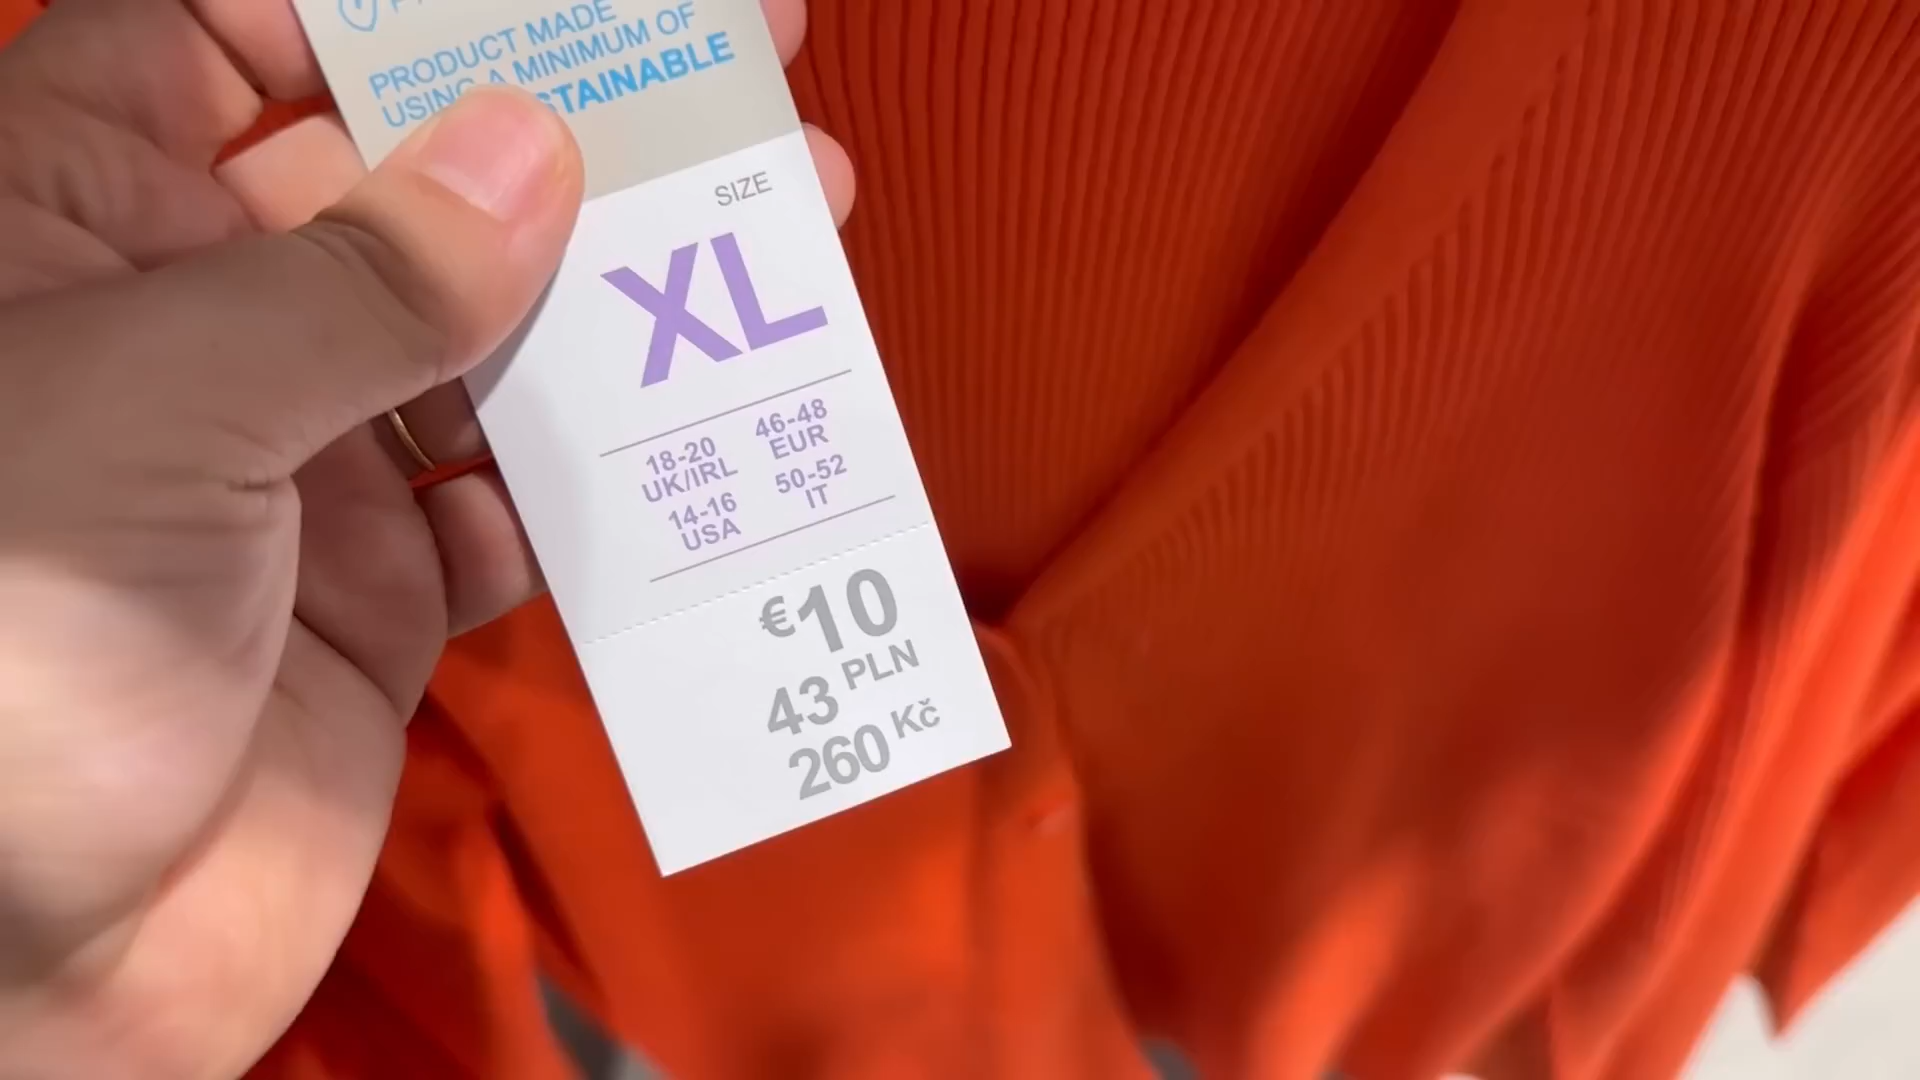 PRODUCT MADE
USING A MINIMUM OF
SIZE
XL
18-20
UK/IRL
46-48
EUR
14-16
USA
50-52
IT
€10
43 PLN
260 Kč